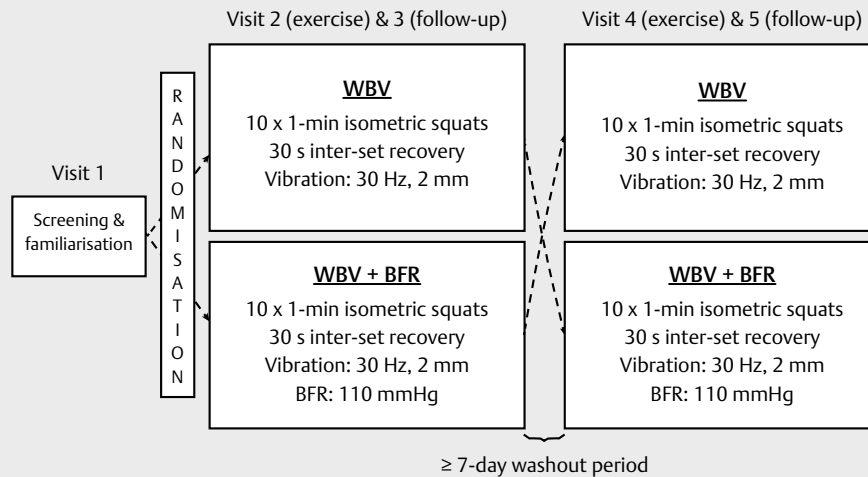 Visit 2 (exercise) & 3 (follow-up)
Visit 4 (exercise) & 5 (follow-up)
Visit 1
Screening &
familiarisation
RANDOMISATION
WBV
10 x 1-min isometric squats
30 s inter-set recovery
Vibration: 30 Hz, 2 mm
WBV
10 x 1-min isometric squats
30 s inter-set recovery
Vibration: 30 Hz, 2 mm
WBV + BFR
10 x 1-min isometric squats
30 s inter-set recovery
Vibration: 30 Hz, 2 mm
BFR: 110 mmHg
WBV + BFR
10 x 1-min isometric squats
30 s inter-set recovery
Vibration: 30 Hz, 2 mm
BFR: 110 mmHg
≥ 7-day washout period